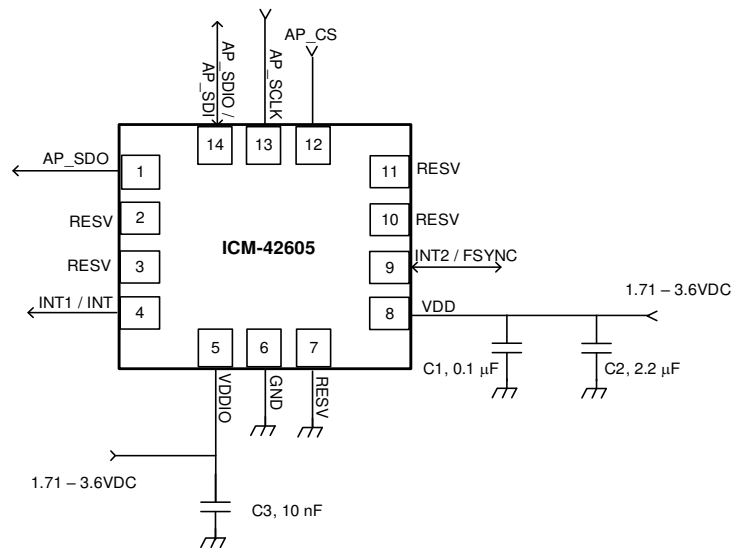 AP_SDIO /
AP_SDI
AP_SCLK
AP_CS
14
13
12
AP_SDO
1
11
RESV
RESV
2
10
RESV
ICM-42605
RESV
3
9
INT2 / FSYNC
INT1 / INT
4
8
VDD
1.71 – 3.6VDC
5
6
7
C1, 0.1 μF
C2, 2.2 μF
VDDIO
GND
RESV
1.71 – 3.6VDC
C3, 10 nF